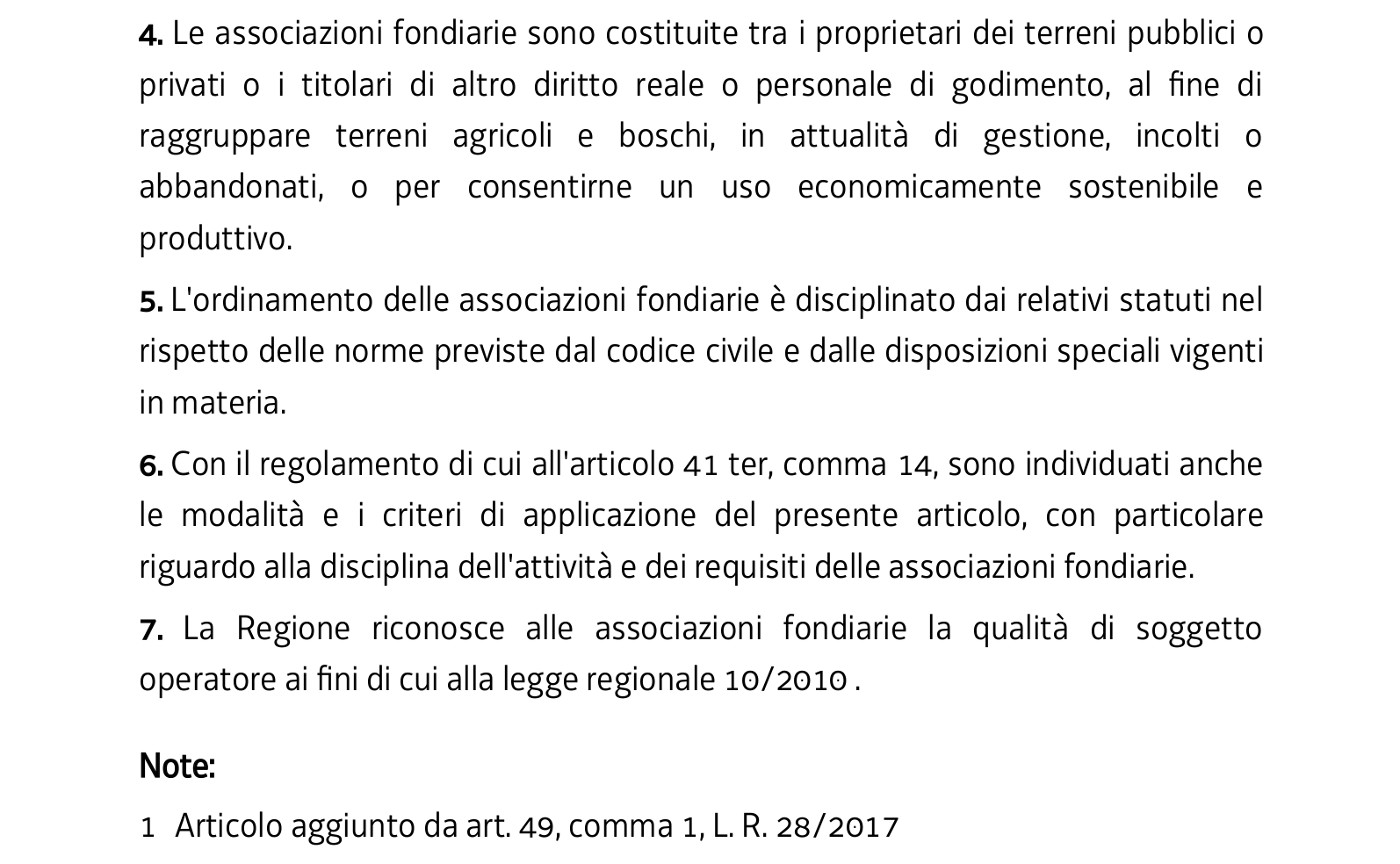 4. Le associazioni fondiarie sono costituite tra i proprietari dei terreni pubblici o
privati o i titolari di altro diritto reale o personale di godimento, al fine di
raggruppare terreni agricoli e boschi, in attualità di gestione, incolti o
abbandonati, o per consentirne un uso economicamente sostenibile e
produttivo.
5. L'ordinamento delle associazioni fondiarie è disciplinato dai relativi statuti nel
rispetto delle norme previste dal codice civile e dalle disposizioni speciali vigenti
in materia.
6. Con il regolamento di cui all'articolo 41 ter, comma 14, sono individuati anche
le modalità e i criteri di applicazione del presente articolo, con particolare
riguardo alla disciplina dell'attività e dei requisiti delle associazioni fondiarie.
7. La Regione riconosce alle associazioni fondiarie la qualità di soggetto
operatore ai fini di cui alla legge regionale 10/2010 .
Note:
1 Articolo aggiunto da art. 49, comma 1, L. R. 28/2017